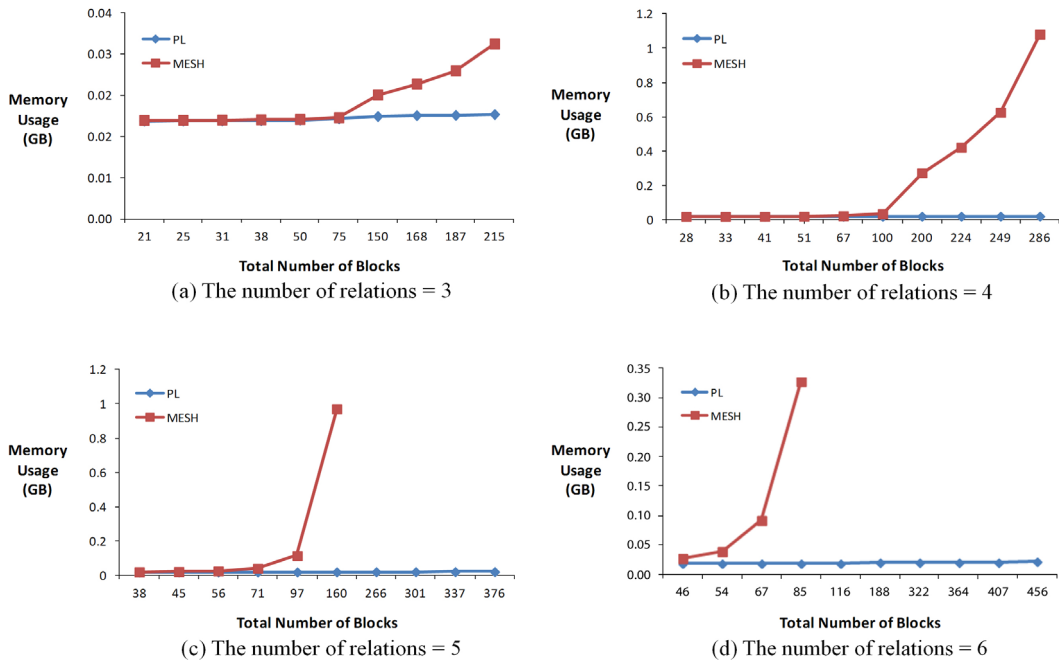 0.04
0.03
0.02
0.02
0.01
0.00
PL
MESH
Memory
Usage
(GB)
21 25 31 38 50 75 150 168 187 215
Total Number of Blocks
(a) The number of relations = 3
1.2
1
0.8
0.6
0.4
0.2
0
PL
MESH
Memory
Usage
(GB)
28 33 41 51 67 100 200 224 249 286
Total Number of Blocks
(b) The number of relations = 4
1.2
1
0.8
0.6
0.4
0.2
0
PL
MESH
Memory
Usage
(GB)
38 45 56 71 97 160 266 301 337 376
Total Number of Blocks
(c) The number of relations = 5
0.35
0.30
0.25
0.20
0.15
0.10
0.05
0.00
PL
MESH
Memory
Usage
(GB)
46 54 67 85 116 188 322 364 407 456
Total Number of Blocks
(d) The number of relations = 6